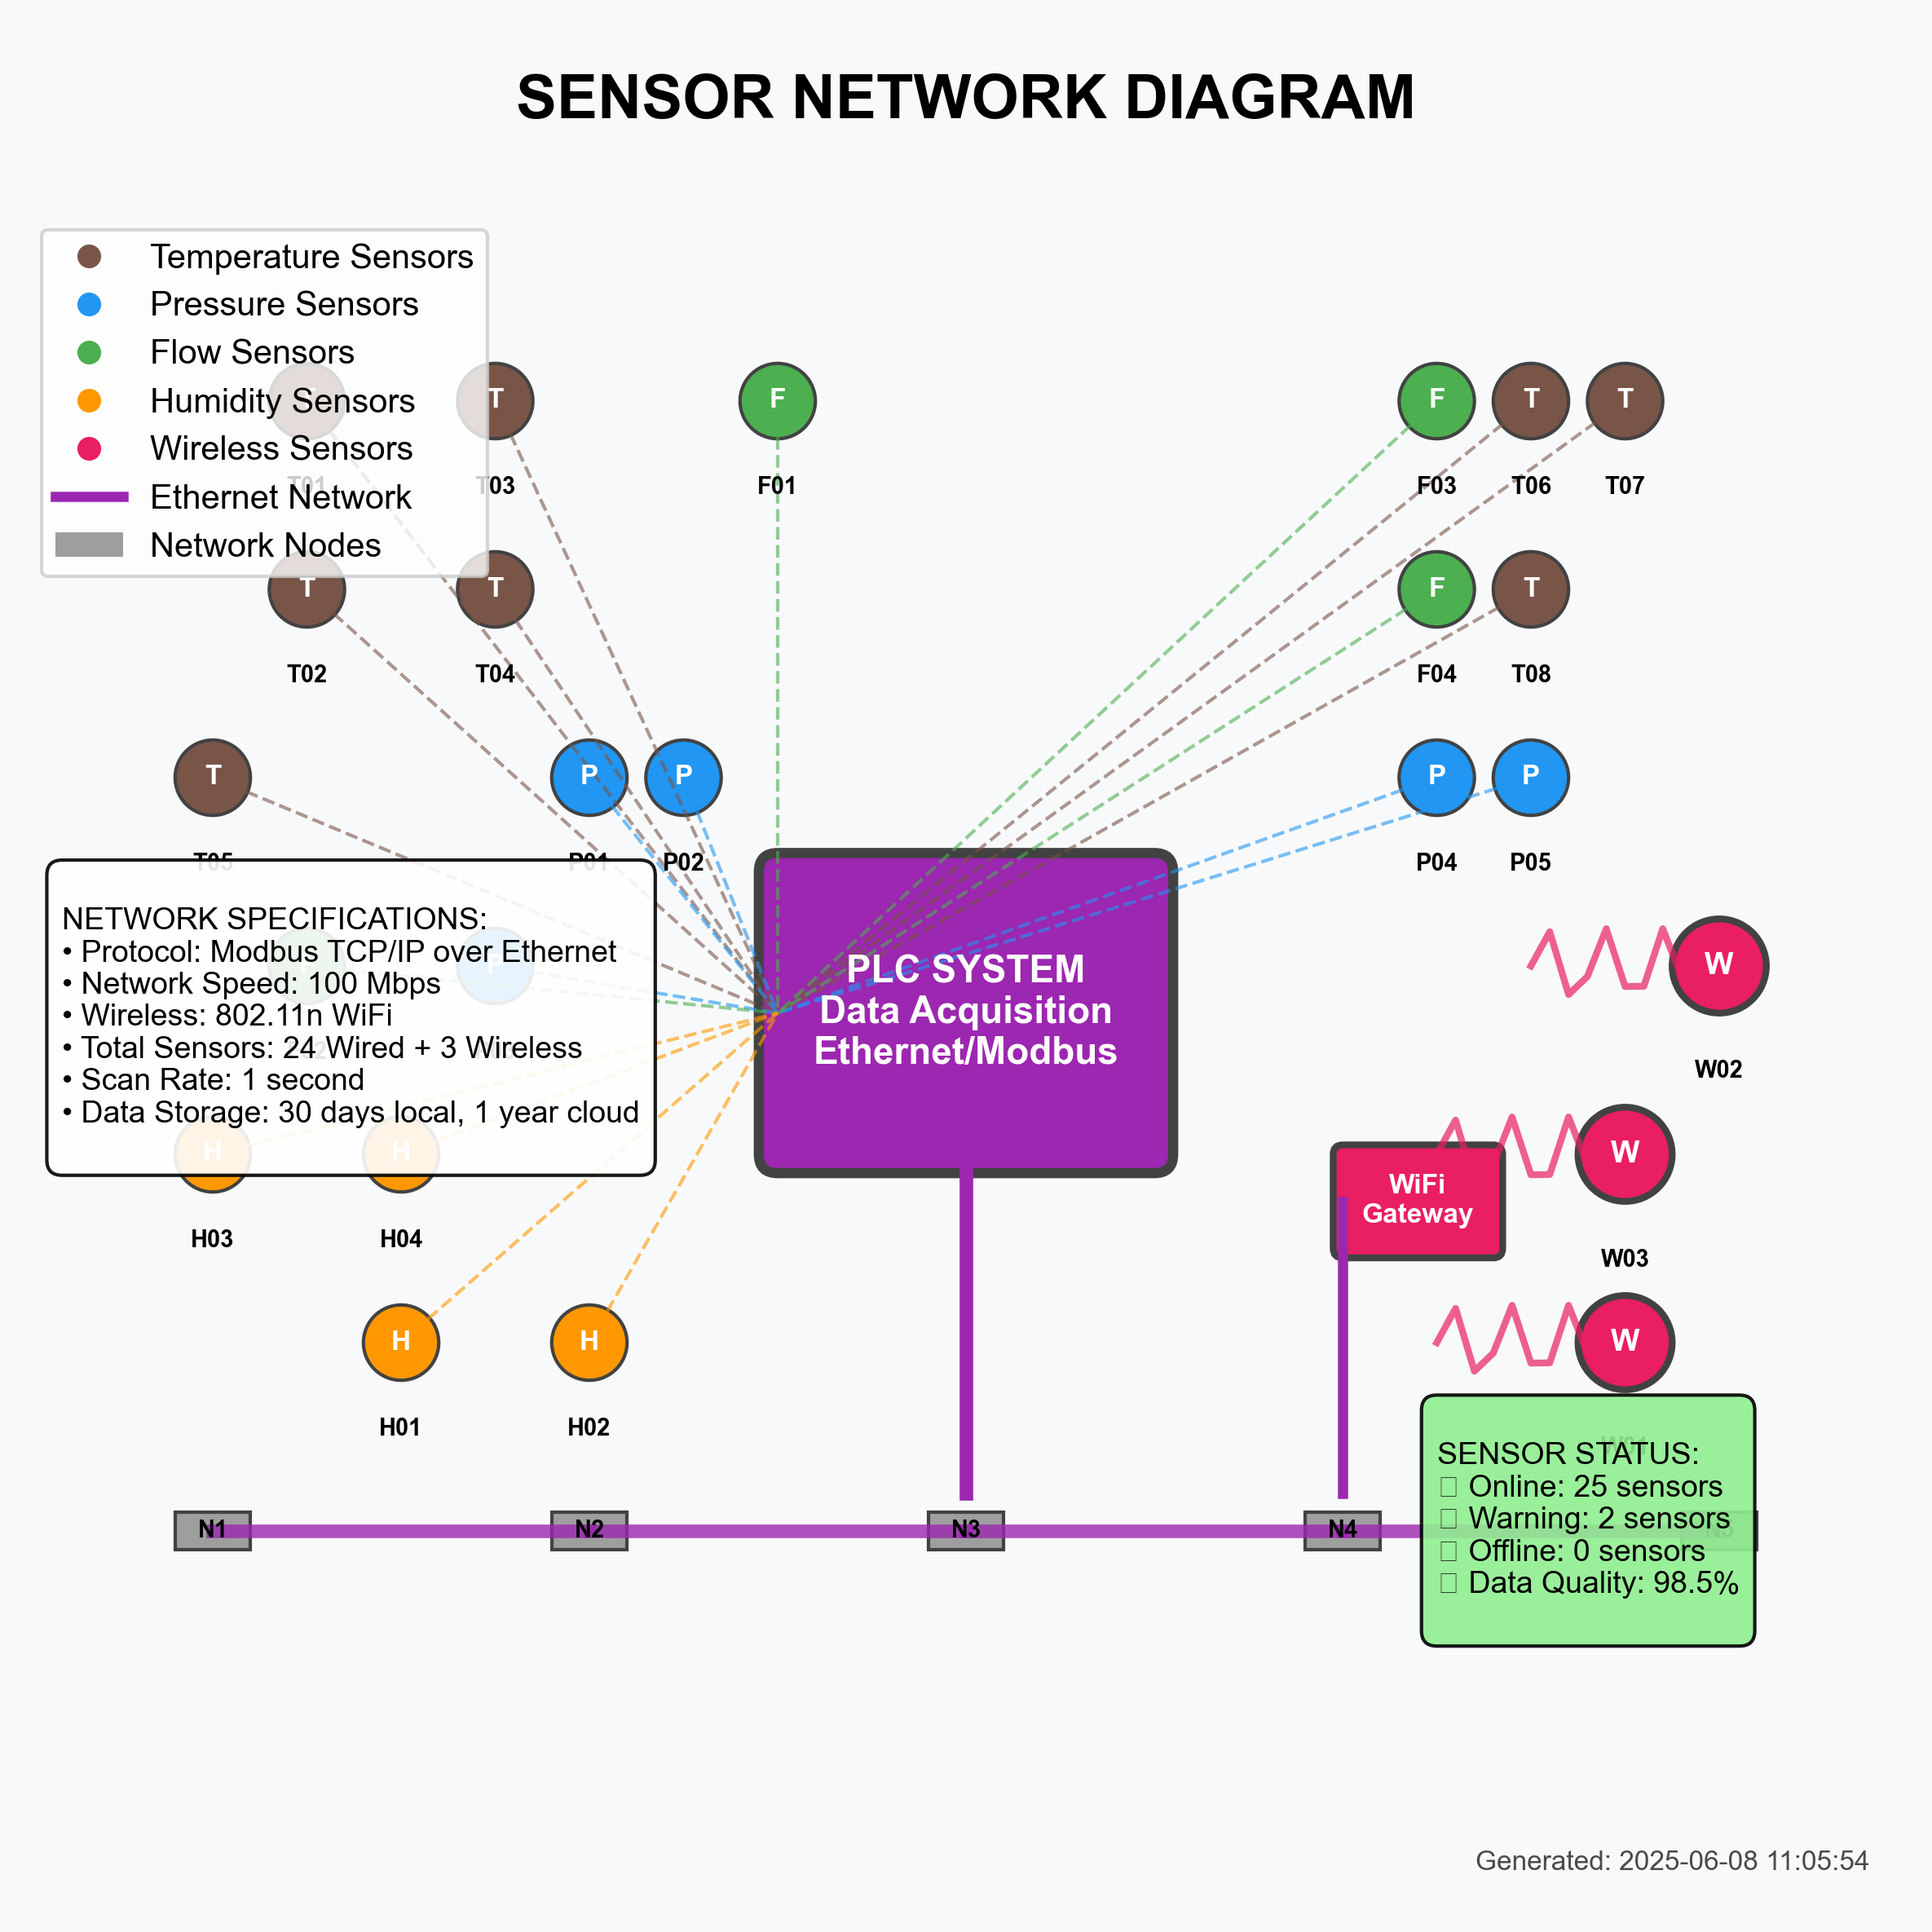 SENSOR NETWORK DIAGRAM
Temperature Sensors
Pressure Sensors
Flow Sensors
Humidity Sensors
Wireless Sensors
Ethernet Network
Network Nodes
T
F
F
T
T
T01
T03
F01
F03
T06
T07
T
T
F
T
T02
T04
F04
T08
T
P
P
P
P
T05
P01
P02
P04
P05
NETWORK SPECIFICATIONS:
• Protocol: Modbus TCP/IP over Ethernet
• Network Speed: 100 Mbps
• Wireless: 802.11n WiFi
• Total Sensors: 24 Wired + 3 Wireless
• Scan Rate: 1 second
• Data Storage: 30 days local, 1 year cloud
PLC SYSTEM
Data Acquisition
Ethernet/Modbus
W
W02
H
H
H03
H04
WiFi
Gateway
W
W03
H
H
H01
H02
W
W01
SENSOR STATUS:
Online: 25 sensors
Warning: 2 sensors
Offline: 0 sensors
Data Quality: 98.5%
N1
N2
N3
N4
Generated: 2025-06-08 11:05:54